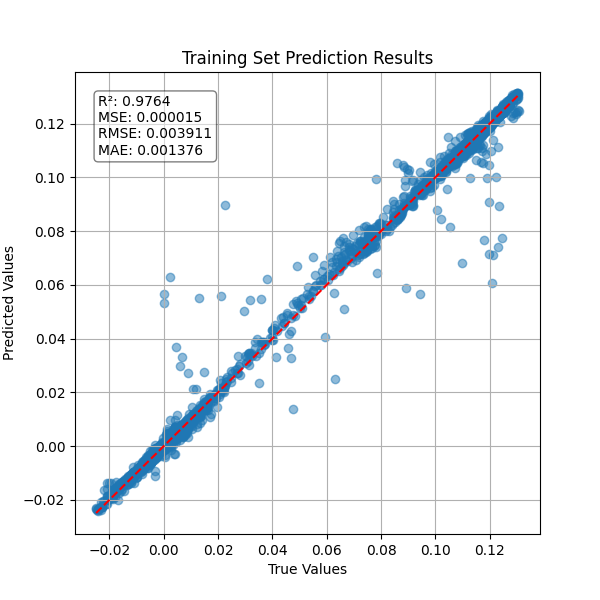 Training Set Prediction Results
R²: 0.9764
MSE: 0.000015
RMSE: 0.003911
MAE: 0.001376
Predicted Values
0.12
0.10
0.08
0.06
0.04
0.02
0.00
−0.02
−0.02 0.00 0.02 0.04 0.06 0.08 0.10 0.12
True Values